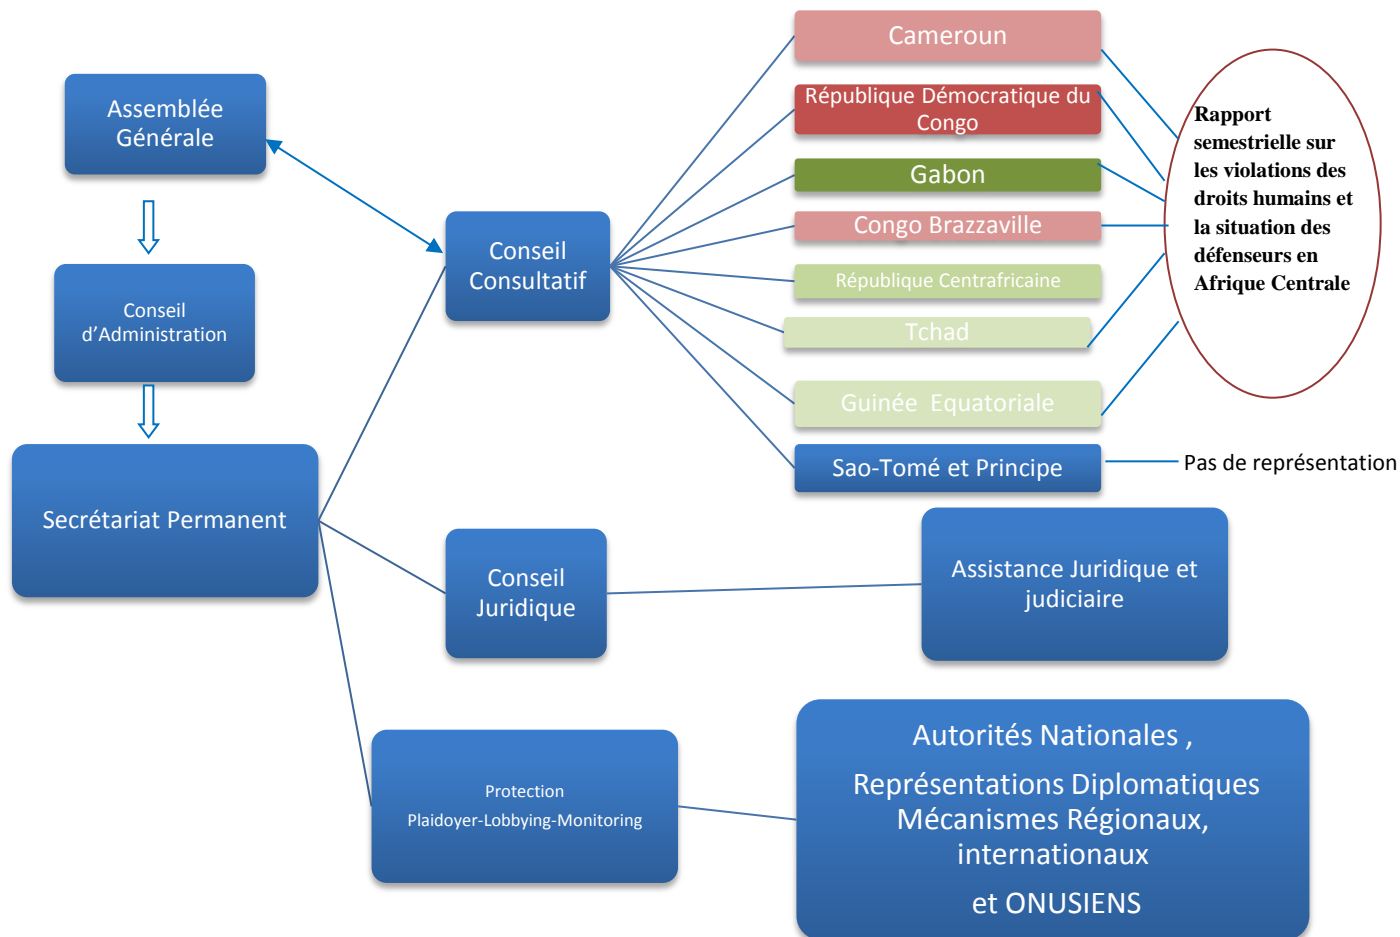 Assemblée
Générale
Conseil
d’Administration
Secrétariat Permanent
Conseil
Consultatif
Cameroun
République Démocratique du
Congo
Gabon
Congo Brazzaville
République Centrafricaine
Tchad
Guinée Equatoriale
Sao-Tomé et Principe
Pas de représentation
Rapport
semestrielle sur
les violations des
droits humains et
la situation des
défenseurs en
Afrique Centrale
Conseil
Juridique
Assistance Juridique et
judiciaire
Protection
Plaidoyer-Lobbying-Monitoring
Autorités Nationales ,
Représentations Diplomatiques
Mécanismes Régionaux,
internationaux
et ONUSIENS